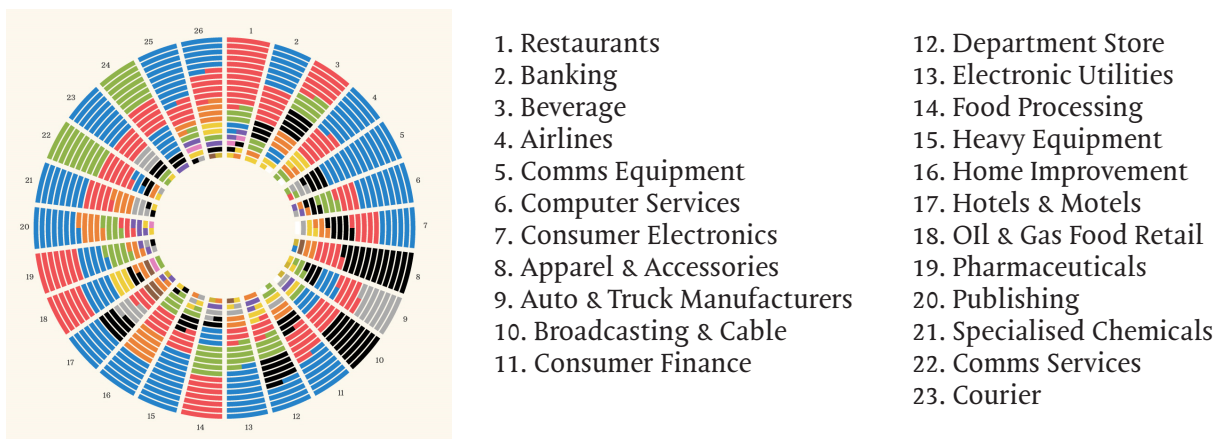 1
2
3
4
5
6
7
8
9
10
11
12
13
14
15
16
17
18
19
20
21
22
23
24
25
26
1. Restaurants
2. Banking
3. Beverage
4. Airlines
5. Comms Equipment
6. Computer Services
7. Consumer Electronics
8. Apparel & Accessories
9. Auto & Truck Manufacturers
10. Broadcasting & Cable
11. Consumer Finance
12. Department Store
13. Electronic Utilities
14. Food Processing
15. Heavy Equipment
16. Home Improvement
17. Hotels & Motels
18. OIl & Gas Food Retail
19. Pharmaceuticals
20. Publishing
21. Specialised Chemicals
22. Comms Services
23. Courier